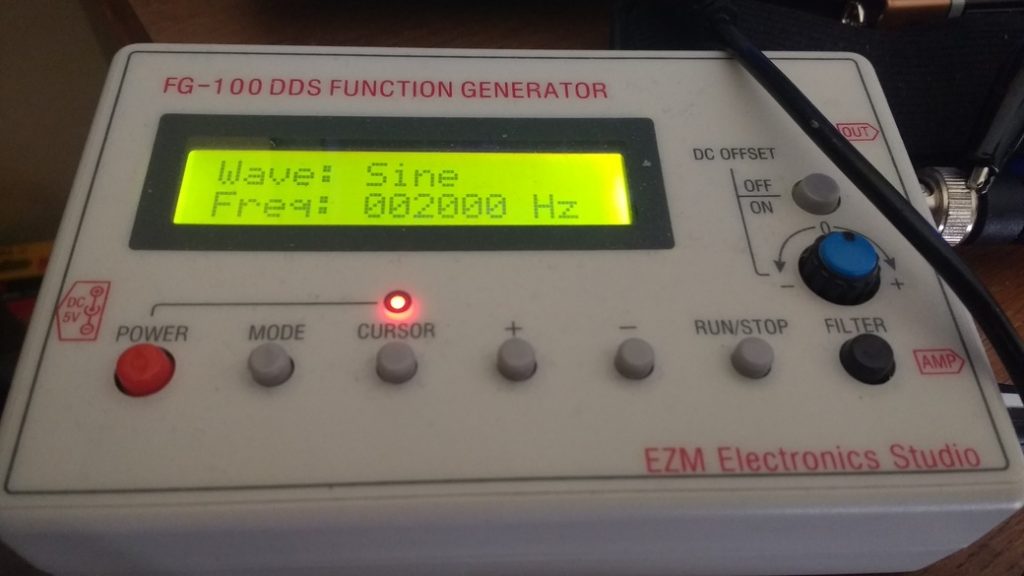 FG-100 DDS FUNCTION GENERATOR
OUT
Wave: Sine
Freq: 002000 Hz
DC OFFSET
OFF
ON
0
- +
DC
5V
POWER
MODE
CURSOR
+
−
RUN/STOP
FILTER
AMP
EZM Electronics Studio